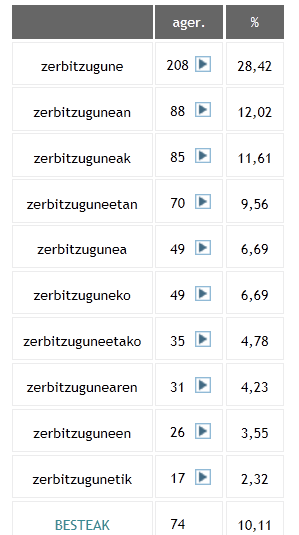 ager. %
zerbitzugune 208 28,42
zerbitzugunean 88 12,02
zerbitzuguneak 85 11,61
zerbitzuguneetan 70 9,56
zerbitzugunea 49 6,69
zerbitzuguneko 49 6,69
zerbitzuguneetako 35 4,78
zerbitzugunearen 31 4,23
zerbitzuguneen 26 3,55
zerbitzugunetik 17 2,32
BESTEAK 74 10,11